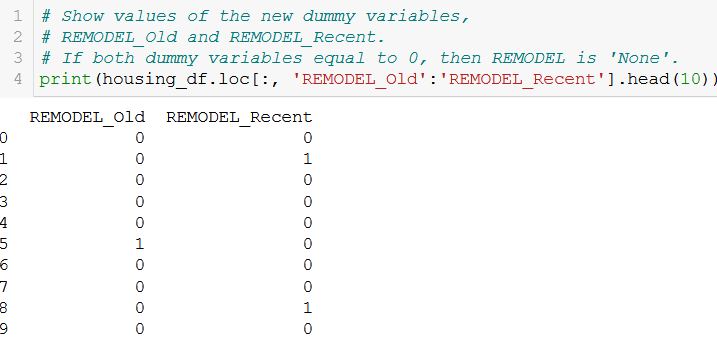 1 # Show values of the new dummy variables,
2 # REMODEL_Old and REMODEL_Recent.
3 # If both dummy variables equal to 0, then REMODEL is 'None'.
4 print(housing_df.loc[:, 'REMODEL_Old':'REMODEL_Recent'].head(10))
REMODEL_Old REMODEL_Recent
0 0 0
1 0 1
2 0 0
3 0 0
4 0 0
5 1 0
6 0 0
7 0 0
8 0 1
9 0 0